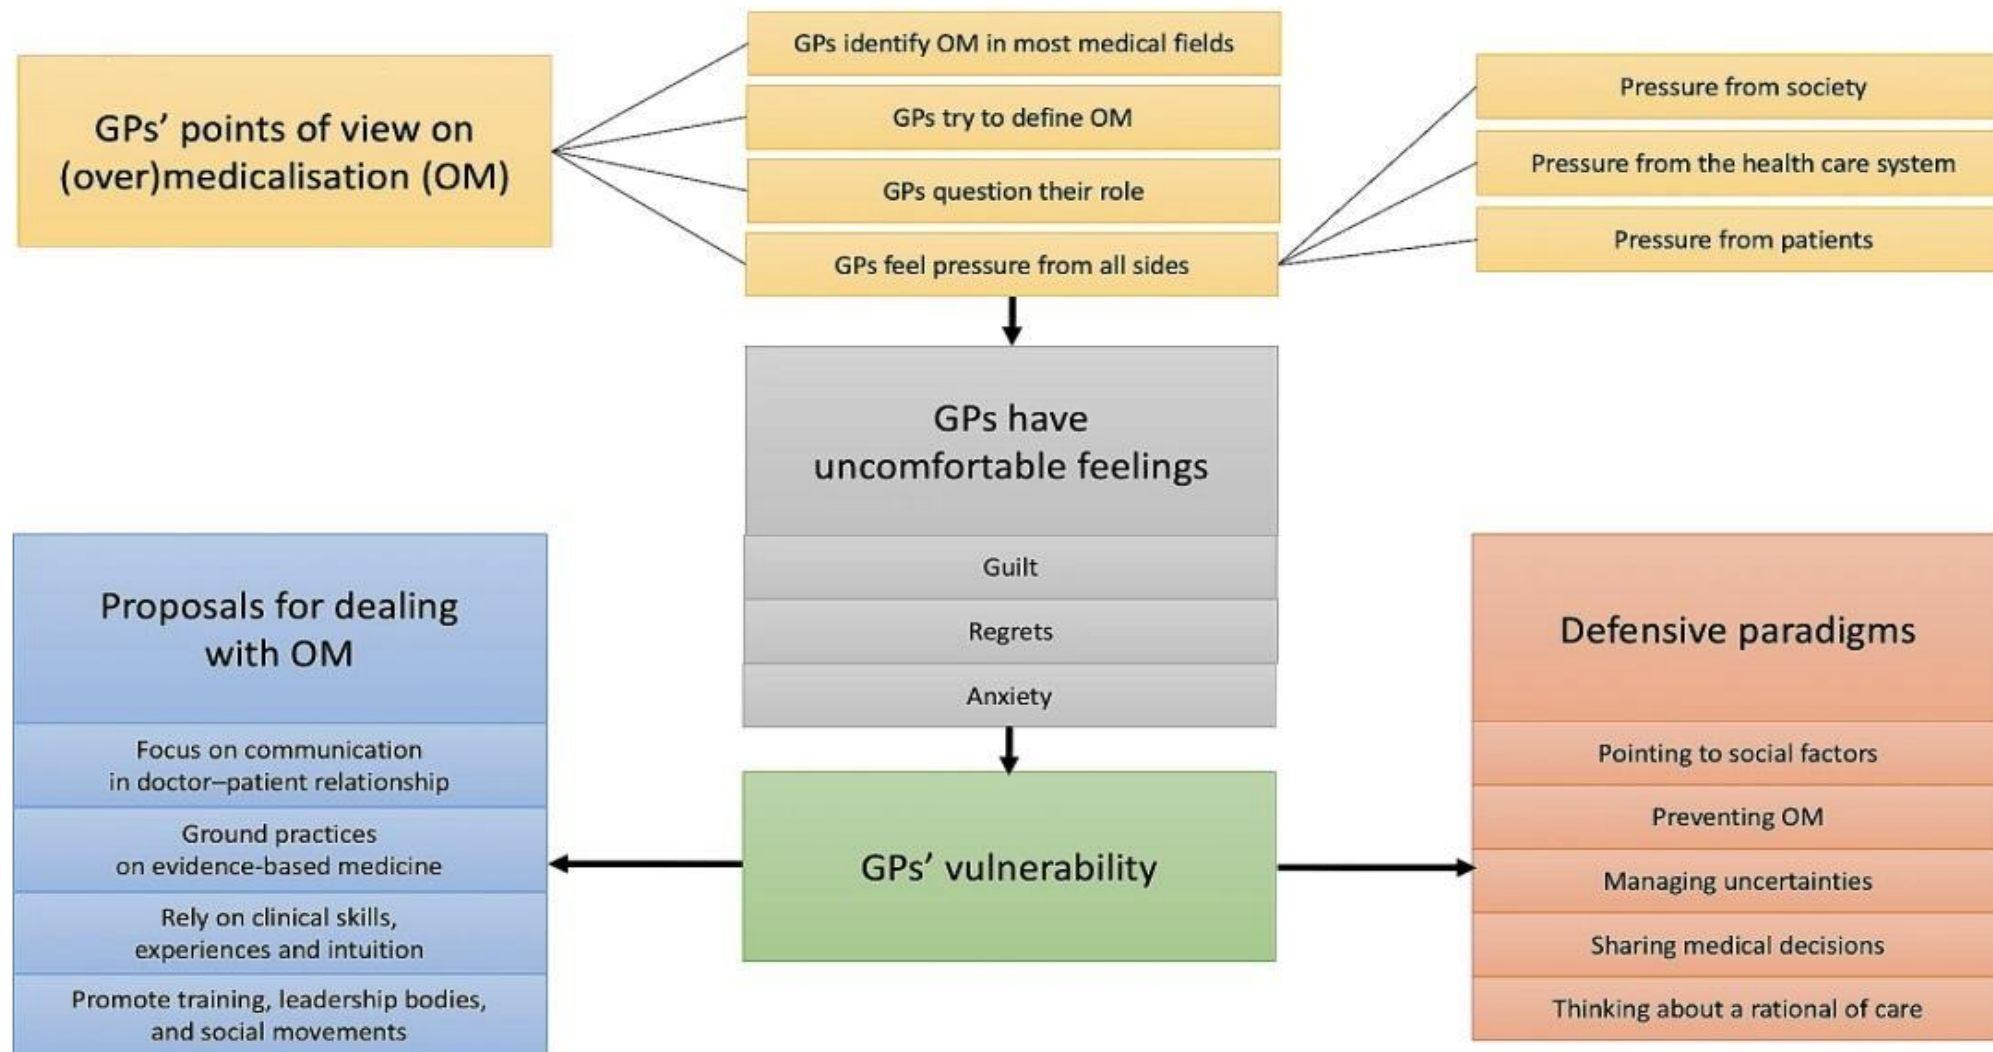 GPs' points of view on
(over)medicalisation (OM)
GPs identify OM in most medical fields
GPs try to define OM
GPs question their role
GPs feel pressure from all sides
Pressure from society
Pressure from the health care system
Pressure from patients
GPs have
uncomfortable feelings
Guilt
Regrets
Anxiety
Proposals for dealing
with OM
Focus on communication
in doctor–patient relationship
Ground practices
on evidence-based medicine
Rely on clinical skills,
experiences and intuition
Promote training, leadership bodies,
and social movements
GPs' vulnerability
Defensive paradigms
Pointing to social factors
Preventing OM
Managing uncertainties
Sharing medical decisions
Thinking about a rational of care